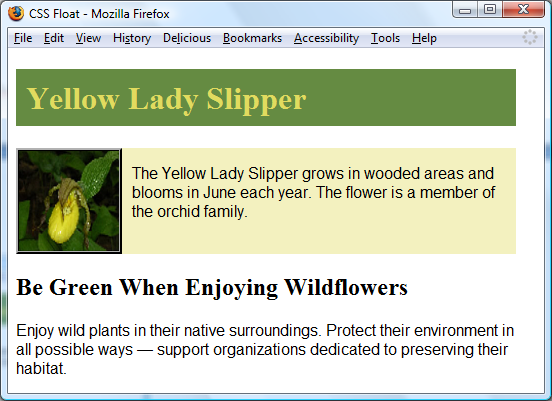 CSS Float - Mozilla Firefox
File Edit View History Delicious Bookmarks Accessibility Tools Help
Yellow Lady Slipper
The Yellow Lady Slipper grows in wooded areas and
blooms in June each year. The flower is a member of
the orchid family.
Be Green When Enjoying Wildflowers
Enjoy wild plants in their native surroundings. Protect their environment in
all possible ways — support organizations dedicated to preserving their
habitat.